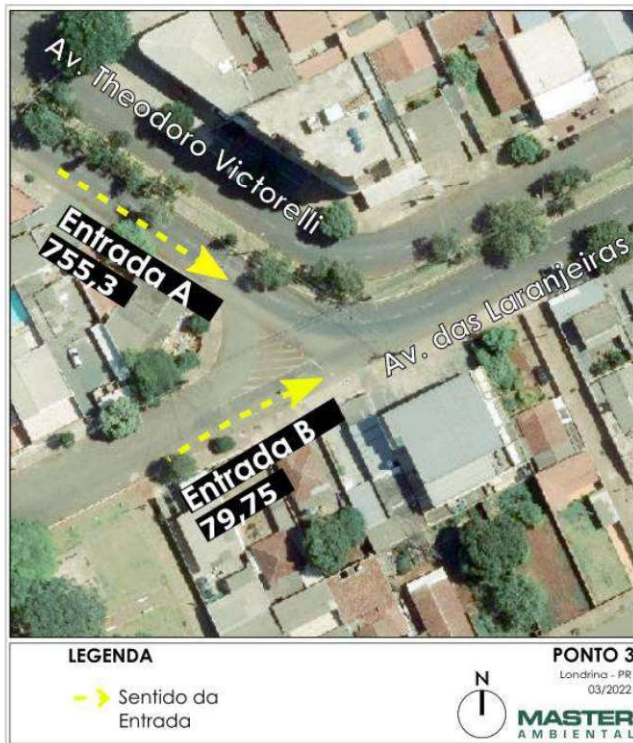 Av. Theodoro Victorelli
Entrada A
755,3
Av. das Laranjeiras
Entrada B
79,75
LEGENDA
Sentido da
Entrada
N
PONTO 3
Londrina - PR
03/2022
MASTER
AMBIENTAL